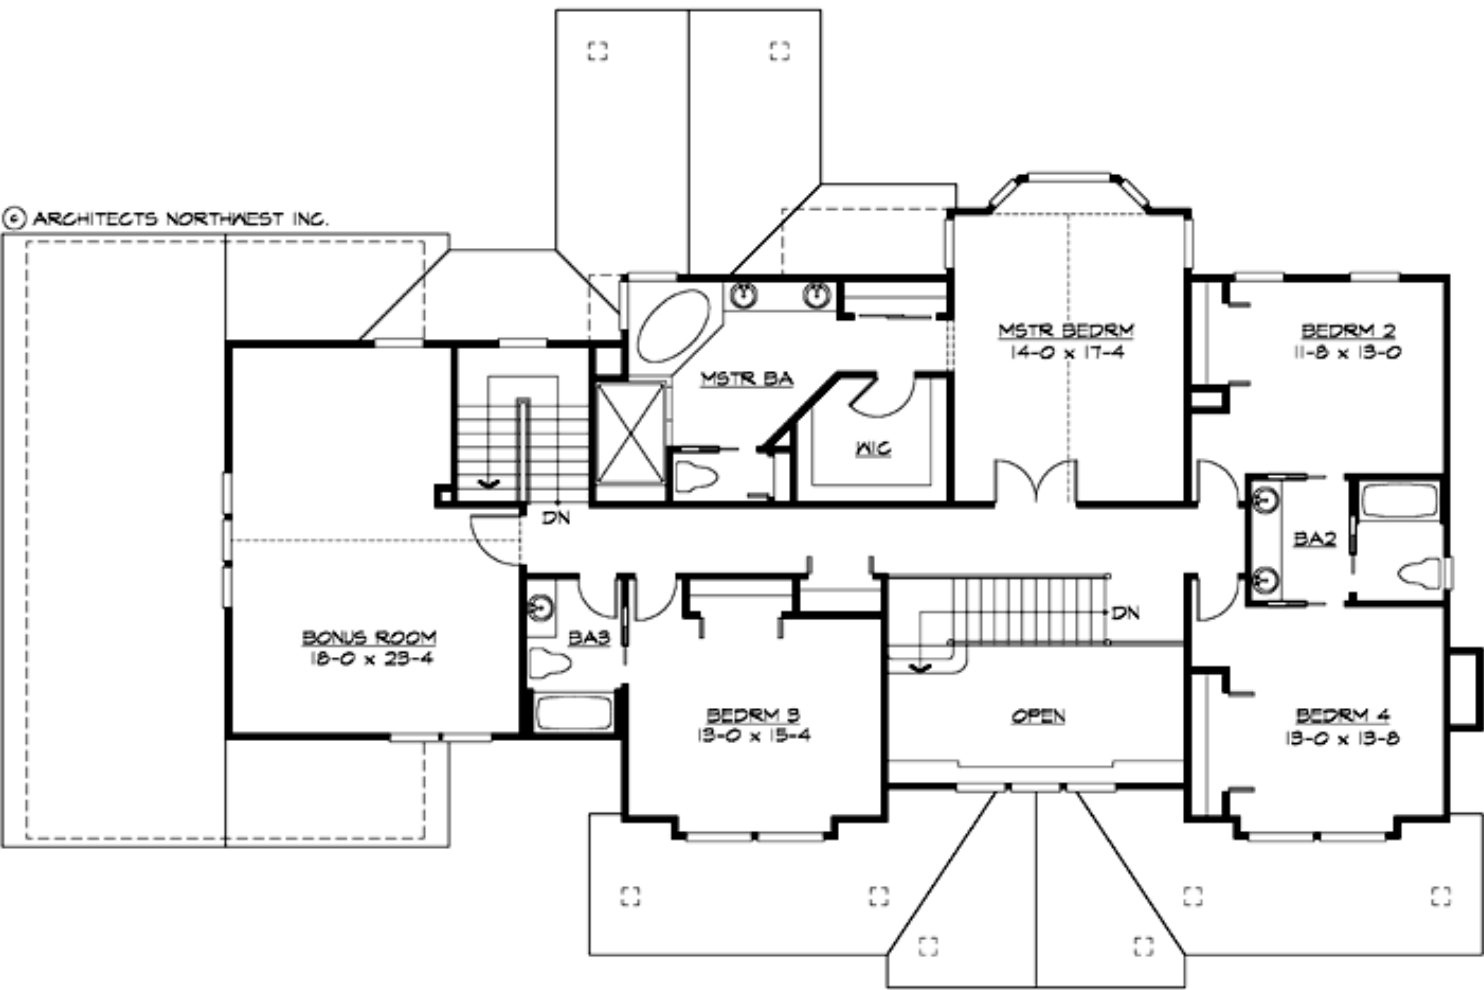 © ARCHITECTS NORTHWEST INC.
MSTR BEDRM
14-0 x 17-4
BEDRM 2
11-8 x 13-0
MSTR BA
WIC
DN
BA2
BONUS ROOM
18-0 x 23-4
BA3
DN
BEDRM 3
13-0 x 15-4
OPEN
BEDRM 4
13-0 x 13-8